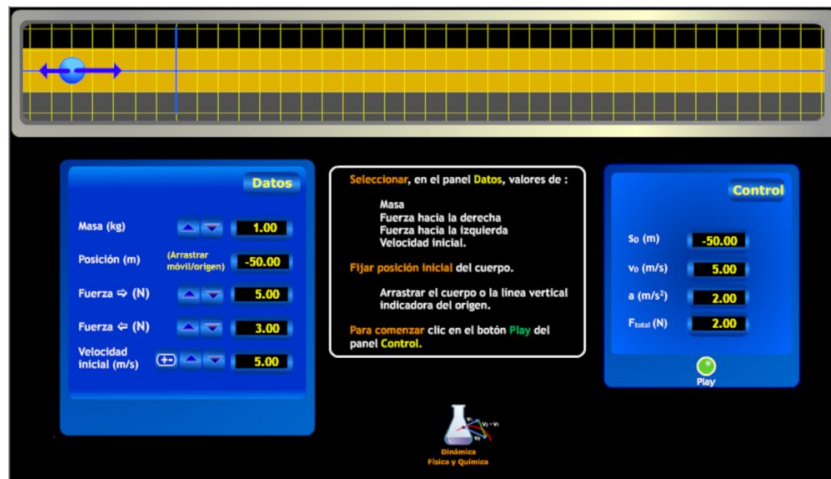 Datos
Masa (kg)
1.00
Posición (m)
(Arrastrar
móvil/origen)
-50.00
Fuerza ⇨ (N)
5.00
Fuerza ⇦ (N)
3.00
Velocidad
inicial (m/s)
+-
5.00
Seleccionar, en el panel Datos, valores de :
Masa
Fuerza hacia la derecha
Fuerza hacia la izquierda
Velocidad inicial.
Fijar posición inicial del cuerpo.
Arrastrar el cuerpo o la línea vertical
indicadora del origen.
Para comenzar clic en el botón Play del
panel Control.
Control
S₀ (m)
-50.00
v₀ (m/s)
5.00
a (m/s²)
2.00
Ftotal (N)
2.00
Play
Dinámica
Física y Química